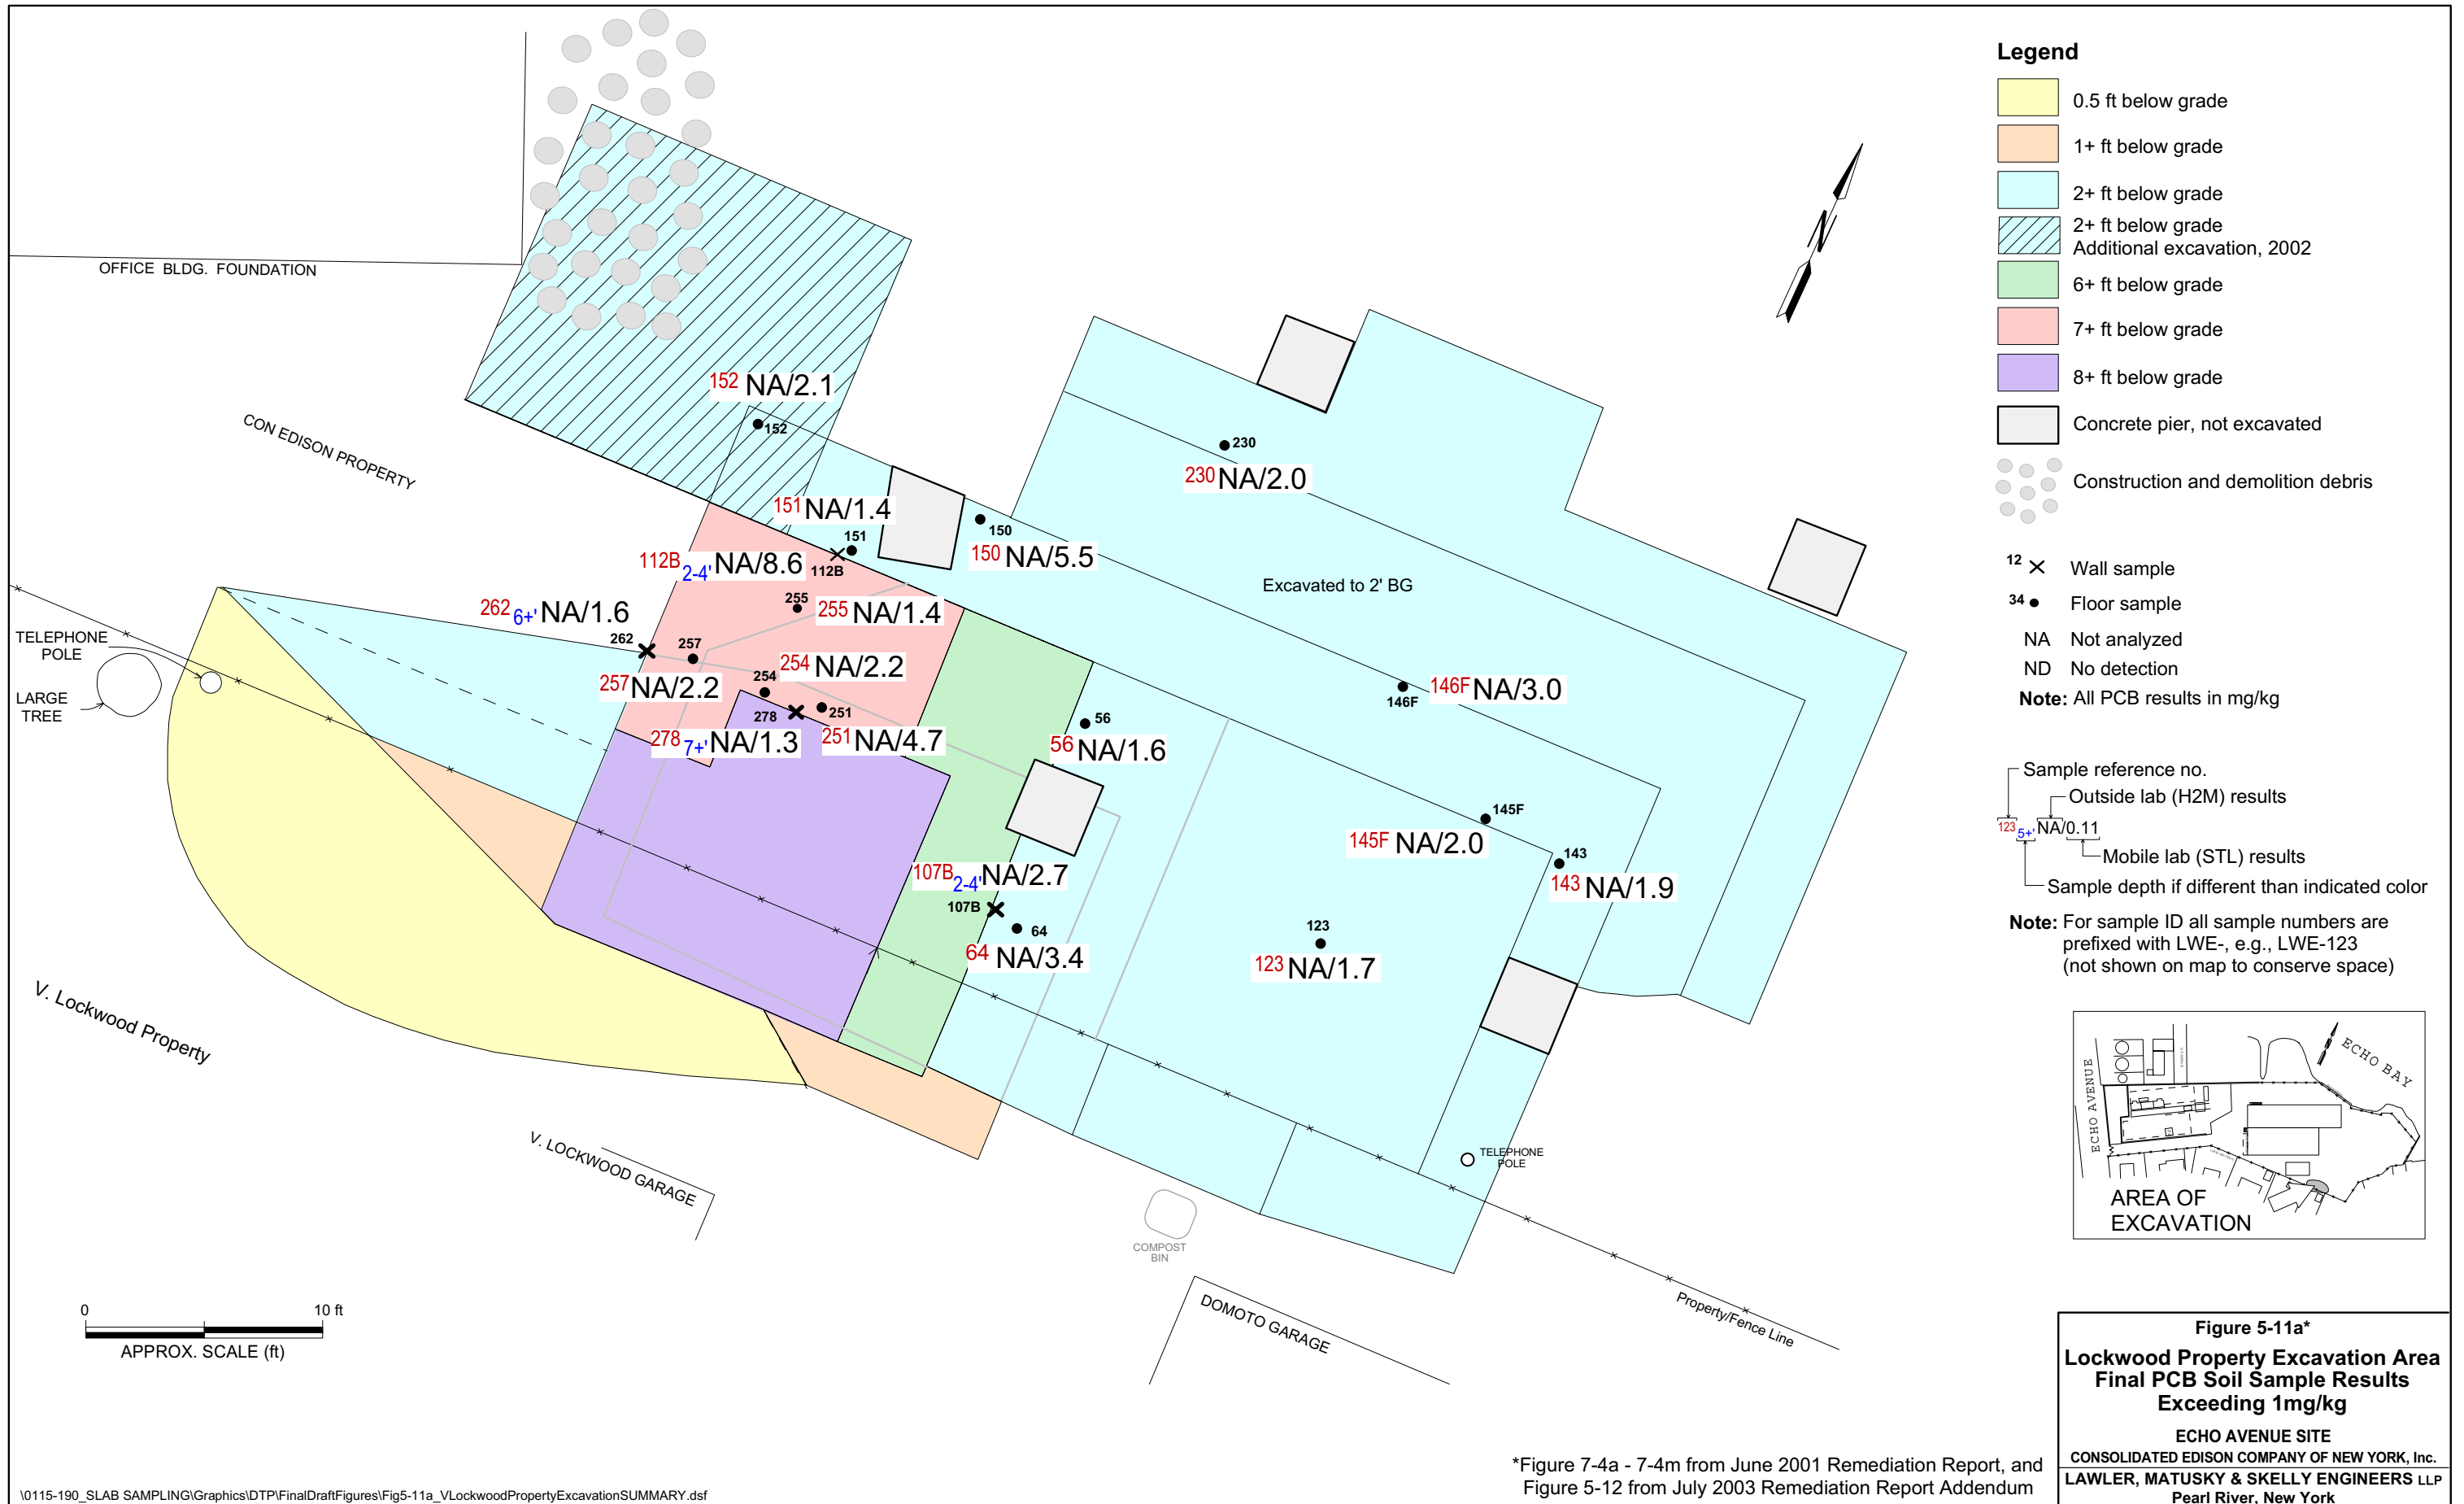 OFFICE BLDG. FOUNDATION
CON EDISON PROPERTY
152 NA/2.1
152
151 NA/1.4
151
150
150 NA/5.5
112B 2-4' NA/8.6
112B
230
230 NA/2.0
Excavated to 2' BG
255
255 NA/1.4
262 6+' NA/1.6
262
257
257 NA/2.2
254 NA/2.2
254
278
251
278 7+' NA/1.3
251 NA/4.7
TELEPHONE
POLE
LARGE
TREE
56
56 NA/1.6
146F NA/3.0
146F
145F
145F NA/2.0
143
143 NA/1.9
107B 2-4' NA/2.7
107B
64
64 NA/3.4
123
123 NA/1.7
V. Lockwood Property
V. LOCKWOOD GARAGE
COMPOST
BIN
DOMOTO GARAGE
TELEPHONE
POLE
Property/Fence Line
0 10 ft
APPROX. SCALE (ft)
N
Legend
0.5 ft below grade
1+ ft below grade
2+ ft below grade
2+ ft below grade
Additional excavation, 2002
6+ ft below grade
7+ ft below grade
8+ ft below grade
Concrete pier, not excavated
Construction and demolition debris
12 Wall sample
34 Floor sample
NA Not analyzed
ND No detection
Note: All PCB results in mg/kg
Sample reference no.
Outside lab (H2M) results
123 5+' NA/0.11
Mobile lab (STL) results
Sample depth if different than indicated color
Note: For sample ID all sample numbers are
prefixed with LWE-, e.g., LWE-123
(not shown on map to conserve space)
ECHO AVENUE
ECHO BAY
AREA OF
EXCAVATION
Figure 5-11a*
Lockwood Property Excavation Area
Final PCB Soil Sample Results
Exceeding 1mg/kg
ECHO AVENUE SITE
CONSOLIDATED EDISON COMPANY OF NEW YORK, Inc.
LAWLER, MATUSKY & SKELLY ENGINEERS LLP
Pearl River, New York
*Figure 7-4a - 7-4m from June 2001 Remediation Report, and
Figure 5-12 from July 2003 Remediation Report Addendum
\0115-190_SLAB SAMPLING\Graphics\DTP\FinalDraftFigures\Fig5-11a_VLockwoodPropertyExcavationSUMMARY.dsf